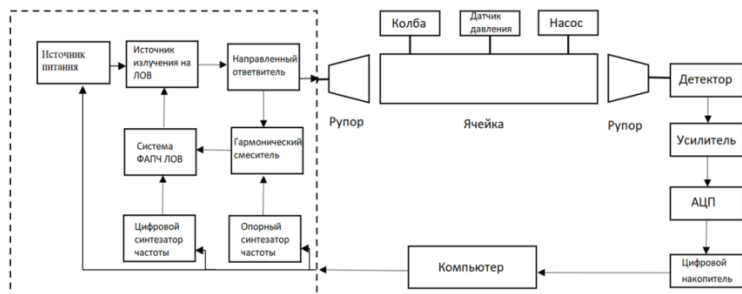 Источник
питания
Источник
излучения на
ЛОВ
Направленный
ответвитель
Колба
Датчик
давления
Насос
Рупор
Ячейка
Рупор
Детектор
Система
ФАПЧ ЛОВ
Гармонический
смеситель
Усилитель
АЦП
Цифровой
синтезатор
частоты
Опорный
синтезатор
частоты
Компьютер
Цифровой
накопитель